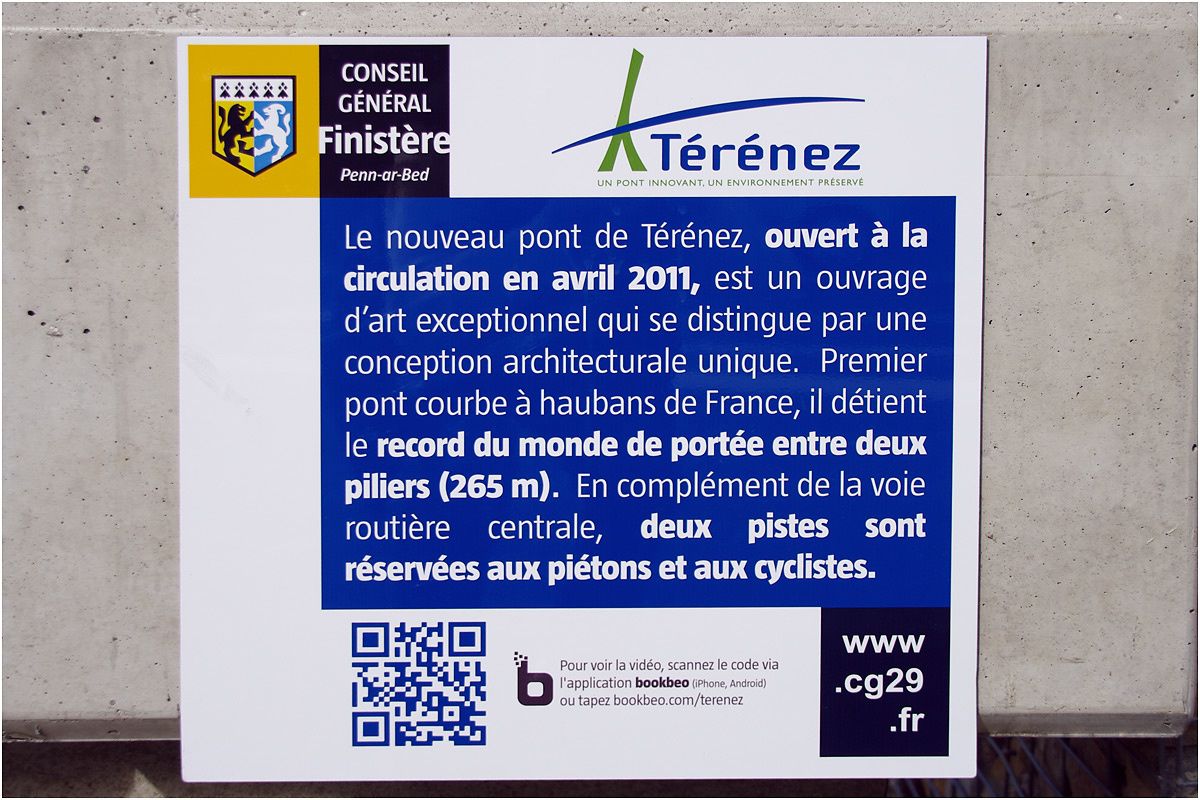 CONSEIL
GÉNÉRAL
Finistère
Penn-ar-Bed
Térénez
UN PONT INNOVANT, UN ENVIRONNEMENT PRÉSERVÉ
Le nouveau pont de Térénez, ouvert à la
circulation en avril 2011, est un ouvrage
d'art exceptionnel qui se distingue par une
conception architecturale unique. Premier
pont courbe à haubans de France, il détient
le record du monde de portée entre deux
piliers (265 m). En complément de la voie
routière centrale, deux pistes sont
réservées aux piétons et aux cyclistes.
b
Pour voir la vidéo, scannez le code via
l'application bookbeo (iPhone, Android)
ou tapez bookbeo.com/terenez
www
.cg29
.fr